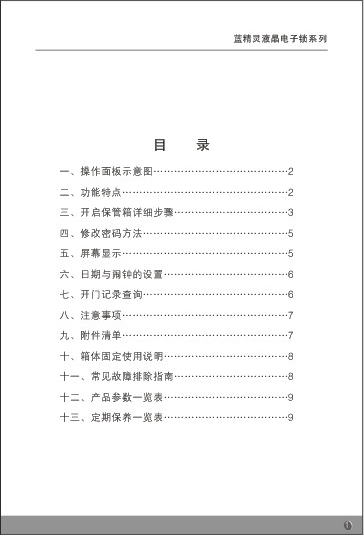 蓝精灵液晶电子锁系列
目 录
一、操作面板示意图……………………………………2
二、功能特点……………………………………………2
三、开启保管箱详细步骤………………………………3
四、修改密码方法………………………………………5
五、屏幕显示……………………………………………5
六、日期与闹钟的设置…………………………………6
七、开门记录查询………………………………………6
八、注意事项……………………………………………7
九、附件清单……………………………………………7
十、箱体固定使用说明…………………………………8
十一、常见故障排除指南………………………………8
十二、产品参数一览表…………………………………9
十三、定期保养一览表…………………………………9
1